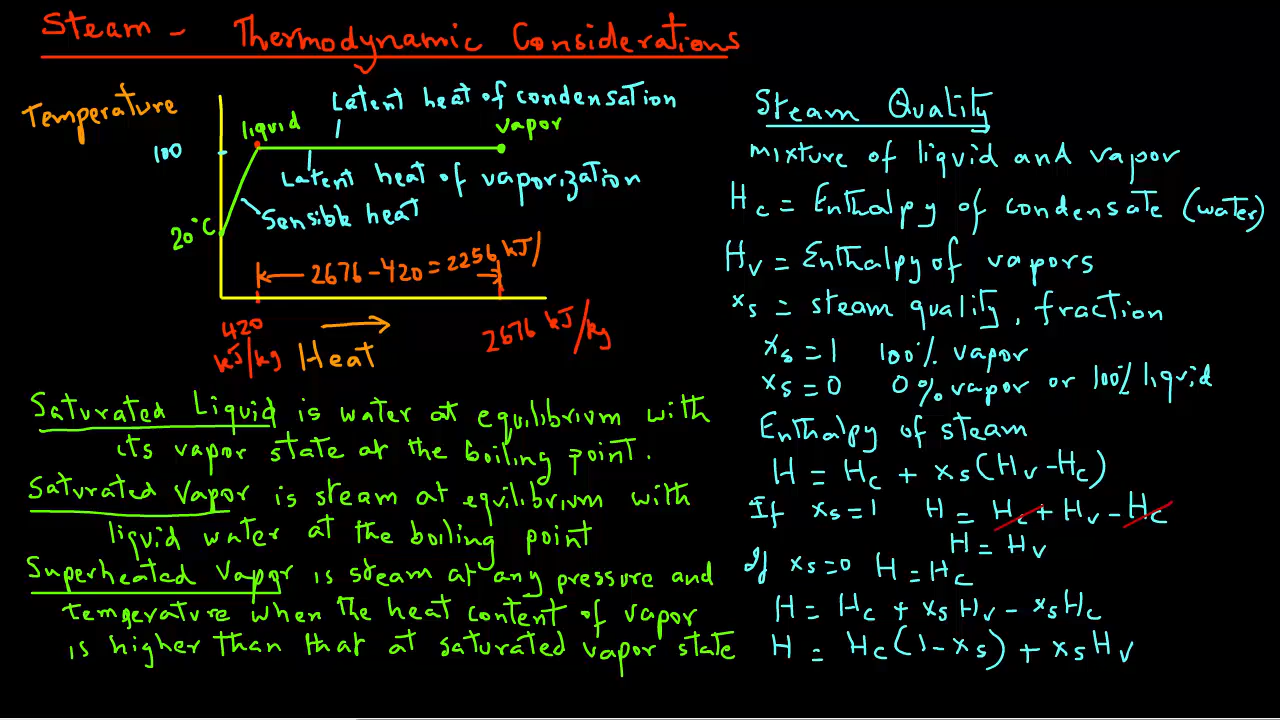 Steam - Thermodynamic Considerations
Temperature
Latent heat of condensation
liquid
vapor
100
Latent heat of vaporization
Sensible heat
20°C
2676 - 420 = 2256 kJ/
420 kJ/kg
Heat
2676 kJ/kg
Saturated Liquid is water at equilibrium with
its vapor state at the boiling point.
Saturated Vapor is steam at equilibrium with
liquid water at the boiling point
Superheated Vapor is steam at any pressure and
temperature when the heat content of vapor
is higher than that at saturated vapor state
Steam Quality
mixture of liquid and vapor
Hc = Enthalpy of condensate (water)
Hv = Enthalpy of vapors
xs = steam quality, fraction
xs = 1 100% vapor
xs = 0 0% vapor or 100% liquid
Enthalpy of steam
H = Hc + xs(Hv - Hc)
If xs = 1 H = Hc + Hv - Hc
H = Hv
If xs = 0 H = Hc
H = Hc + xs Hv - xs Hc
H = Hc(1 - xs) + xs Hv